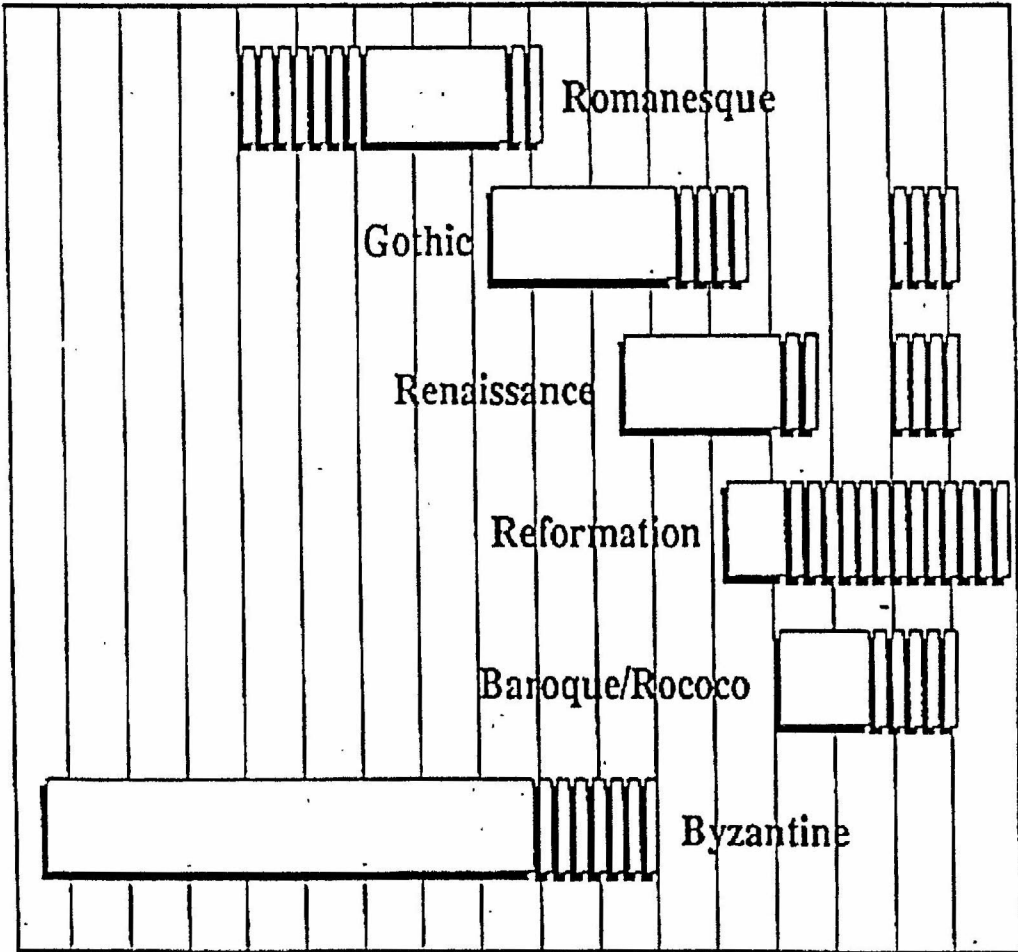 Romanesque
Gothic
Renaissance
Reformation
Baroque/Rococo
Byzantine